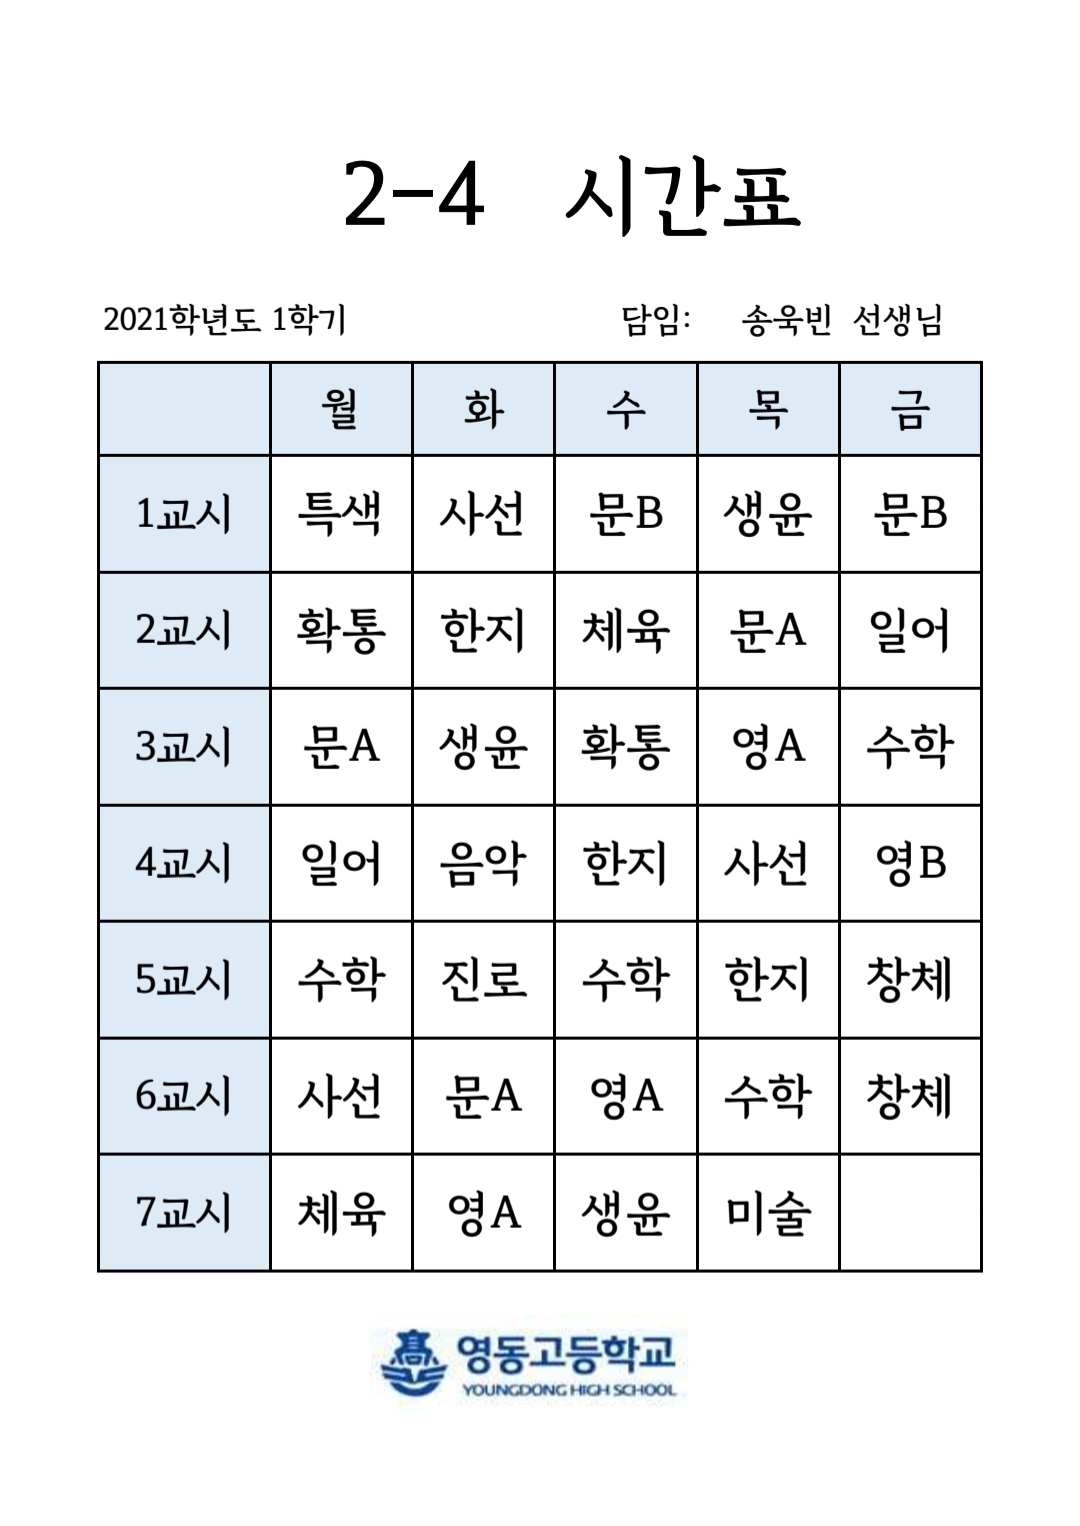 2-4 시간표
2021학년도 1학기 담임: 송욱빈 선생님
월 화 수 목 금
1교시 특색 사선 문B 생윤 문B
2교시 확통 한지 체육 문A 일어
3교시 문A 생윤 확통 영A 수학
4교시 일어 음악 한지 사선 영B
5교시 수학 진로 수학 한지 창체
6교시 사선 문A 영A 수학 창체
7교시 체육 영A 생윤 미술
高 영동고등학교
YOUNGDONG HIGH SCHOOL